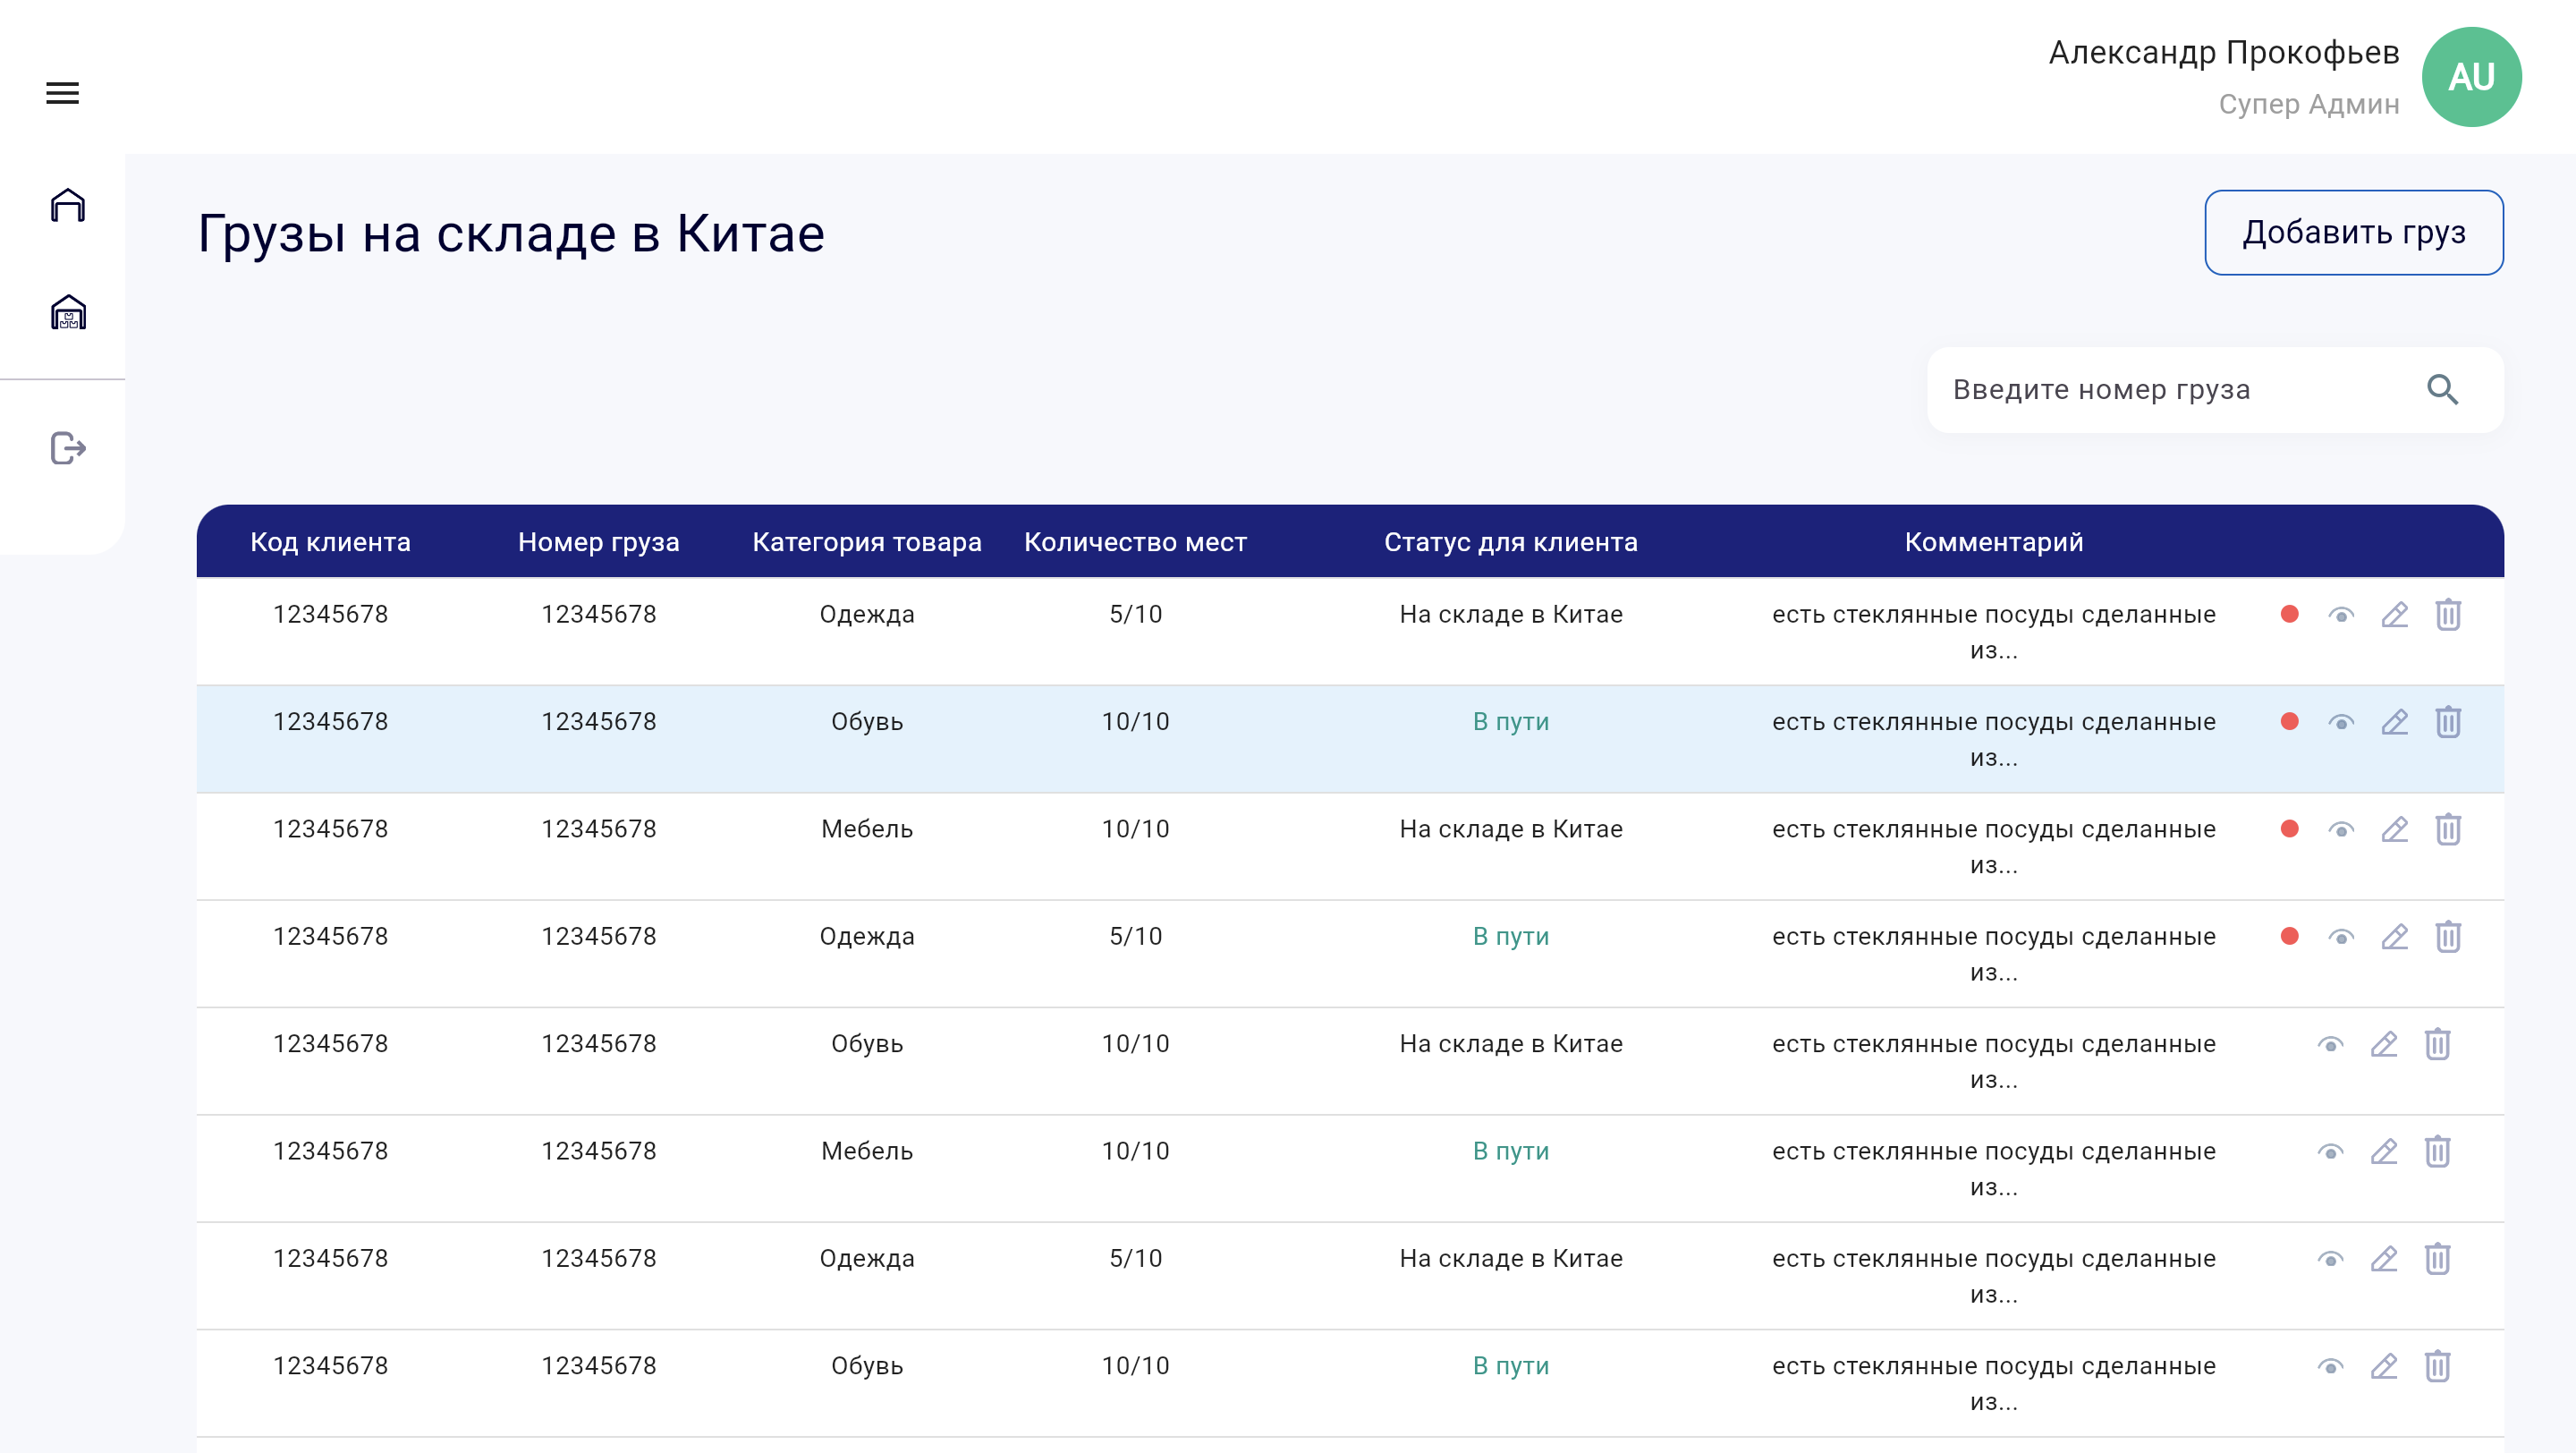 Александр Прокофьев
Супер Админ
AU
Грузы на складе в Китае
Добавить груз
Введите номер груза
Код клиента Номер груза Категория товара Количество мест Статус для клиента Комментарий
12345678 12345678 Одежда 5/10 На складе в Китае есть стеклянные посуды сделанные
из...
12345678 12345678 Обувь 10/10 В пути есть стеклянные посуды сделанные
из...
12345678 12345678 Мебель 10/10 На складе в Китае есть стеклянные посуды сделанные
из...
12345678 12345678 Одежда 5/10 В пути есть стеклянные посуды сделанные
из...
12345678 12345678 Обувь 10/10 На складе в Китае есть стеклянные посуды сделанные
из...
12345678 12345678 Мебель 10/10 В пути есть стеклянные посуды сделанные
из...
12345678 12345678 Одежда 5/10 На складе в Китае есть стеклянные посуды сделанные
из...
12345678 12345678 Обувь 10/10 В пути есть стеклянные посуды сделанные
из...